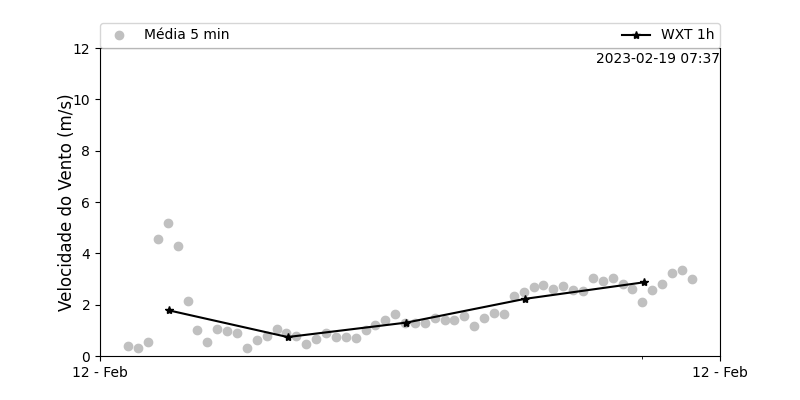 Média 5 min
WXT 1h
2023-02-19 07:37
Velocidade do Vento (m/s)
12
10
8
6
4
2
0
12 - Feb
12 - Feb